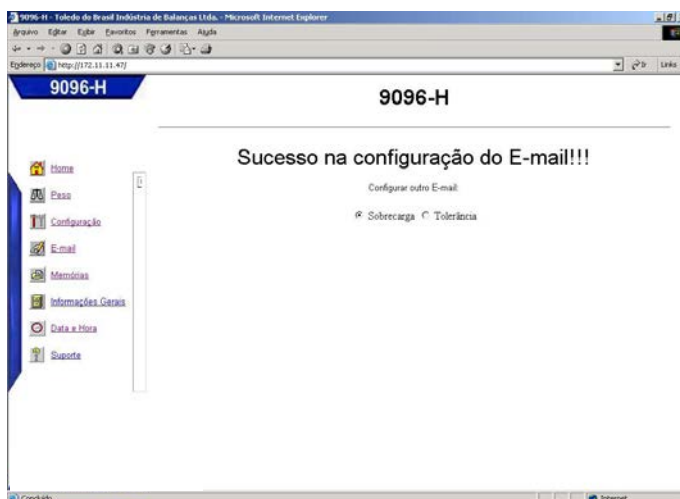 9096-H - Toledo do Brasil Indústria de Balanças Ltda. - Microsoft Internet Explorer
Arquivo Editar Exibir Favoritos Ferramentas Ajuda
Endereço http://172.11.11.47/ Ir Links
9096-H
9096-H
Sucesso na configuração do E-mail!!!
Configurar outro E-mail:
Sobrecarga Tolerância
Home
Peso
Configuração
E-mail
Memórias
Informações Gerais
Data e Hora
Suporte
Concluído Internet